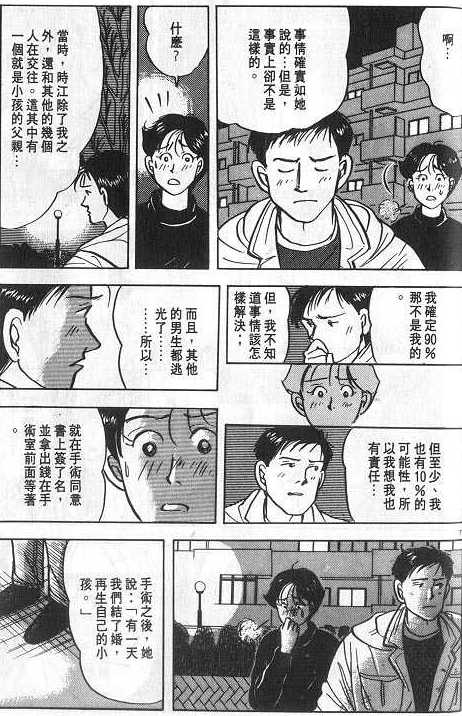 啊⋯
事情確實如她
說的⋯但是，
事實上卻不是
這樣的。
什麼？
當時，時江除了我之
外，還和其他的幾個
人在交往。這其中有
一個就是小孩的父親⋯
我確定90％
那不是我的
。
但，我不知
道事情該怎
樣解決；
而且，其他
的男生都逃
光了⋯⋯
⋯⋯所以⋯
但至少、我
也有10％的
可能性，所
以我想我也
有責任⋯
就在手術同意
書上簽了名，
並拿出錢在手
術室前面等著
。
手術之後，她
說：「有一天
我們結了婚，
再生自己的小
孩。」